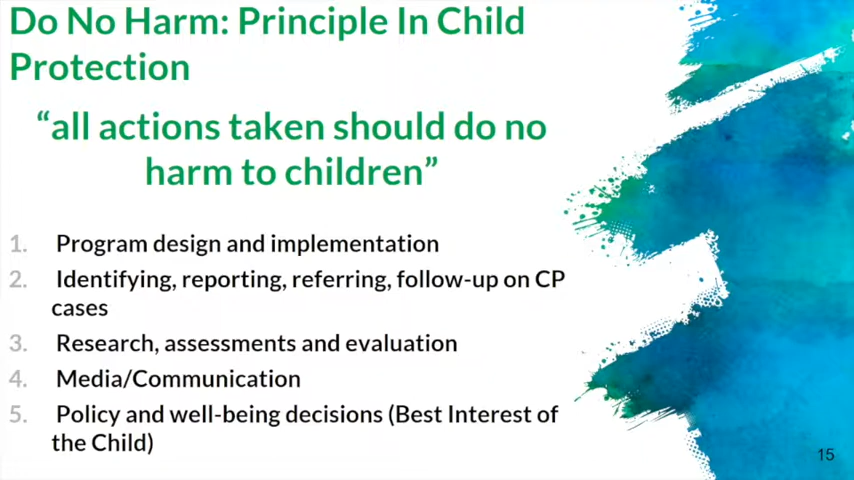 Do No Harm: Principle In Child
Protection
“all actions taken should do no
harm to children”
1. Program design and implementation
2. Identifying, reporting, referring, follow-up on CP
cases
3. Research, assessments and evaluation
4. Media/Communication
5. Policy and well-being decisions (Best Interest of
the Child)
15